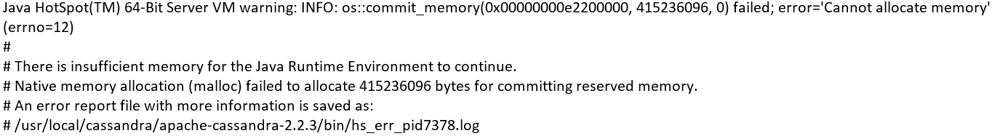 Java HotSpot(TM) 64-Bit Server VM warning: INFO: os::commit_memory(0x00000000e2200000, 415236096, 0) failed; error='Cannot allocate memory'
(errno=12)
#
# There is insufficient memory for the Java Runtime Environment to continue.
# Native memory allocation (malloc) failed to allocate 415236096 bytes for committing reserved memory.
# An error report file with more information is saved as:
# /usr/local/cassandra/apache-cassandra-2.2.3/bin/hs_err_pid7378.log